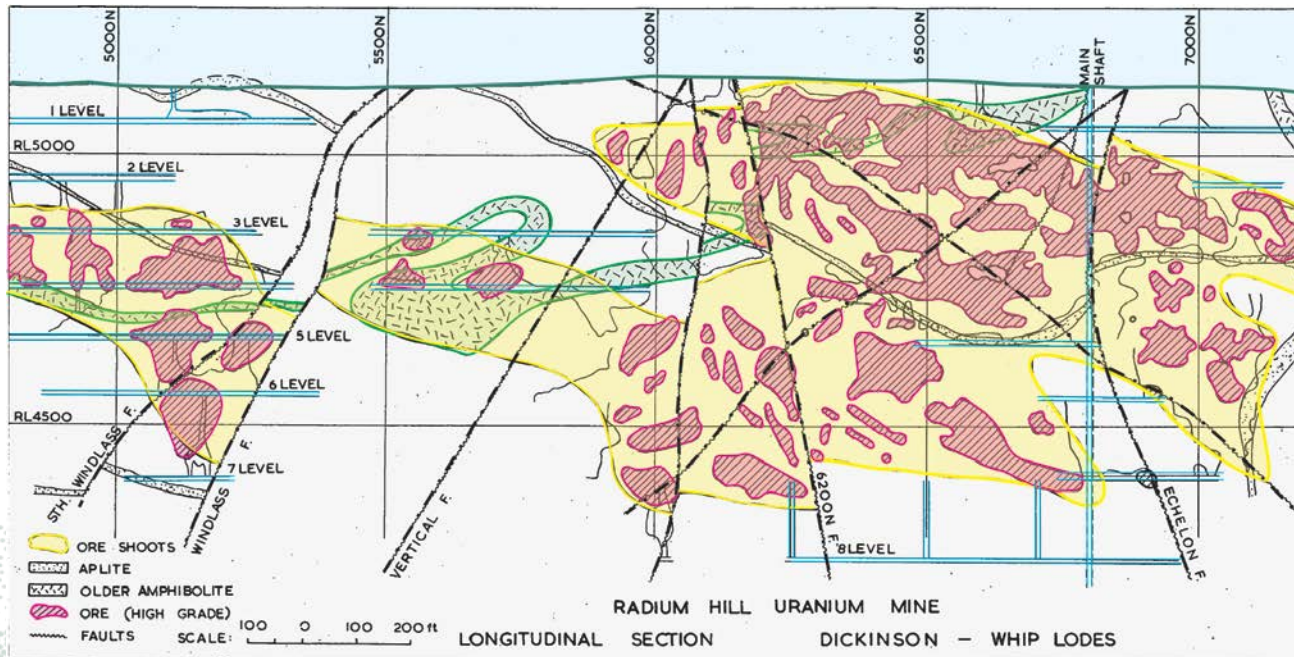 5000N
5500N
6000N
6500N
7000N
MAIN
SHAFT
1 LEVEL
RL5000
2 LEVEL
3 LEVEL
5 LEVEL
6 LEVEL
RL4500
7 LEVEL
8 LEVEL
STH. WINDLASS F.
WINDLASS F.
VERTICAL F.
6200N F.
ECHELON F.
ORE SHOOTS
APLITE
OLDER AMPHIBOLITE
ORE (HIGH GRADE)
FAULTS
SCALE: 100 0 100 200 ft
RADIUM HILL URANIUM MINE
LONGITUDINAL SECTION DICKINSON — WHIP LODES